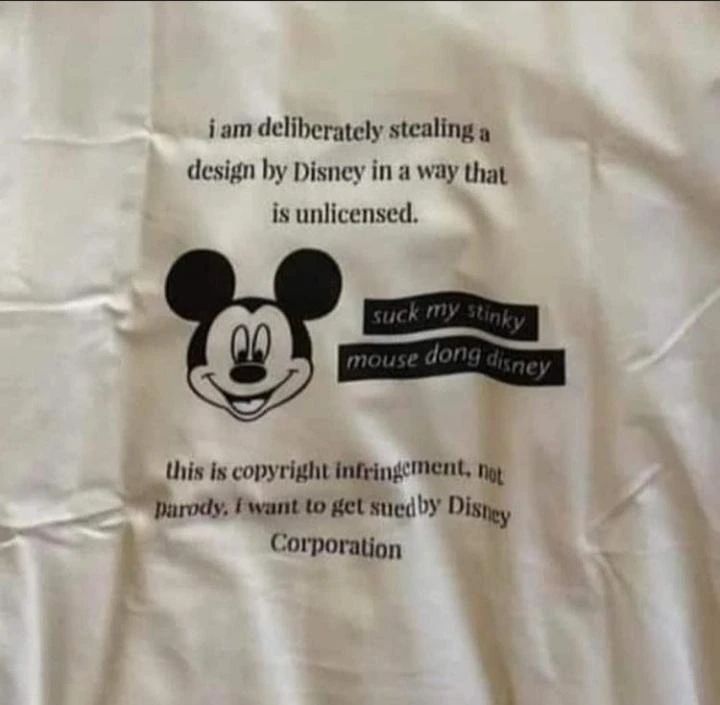 i am deliberately stealing a
design by Disney in a way that
is unlicensed.
suck my stinky
mouse dong disney
this is copyright infringement, not
parody, i want to get sued by Disney
Corporation